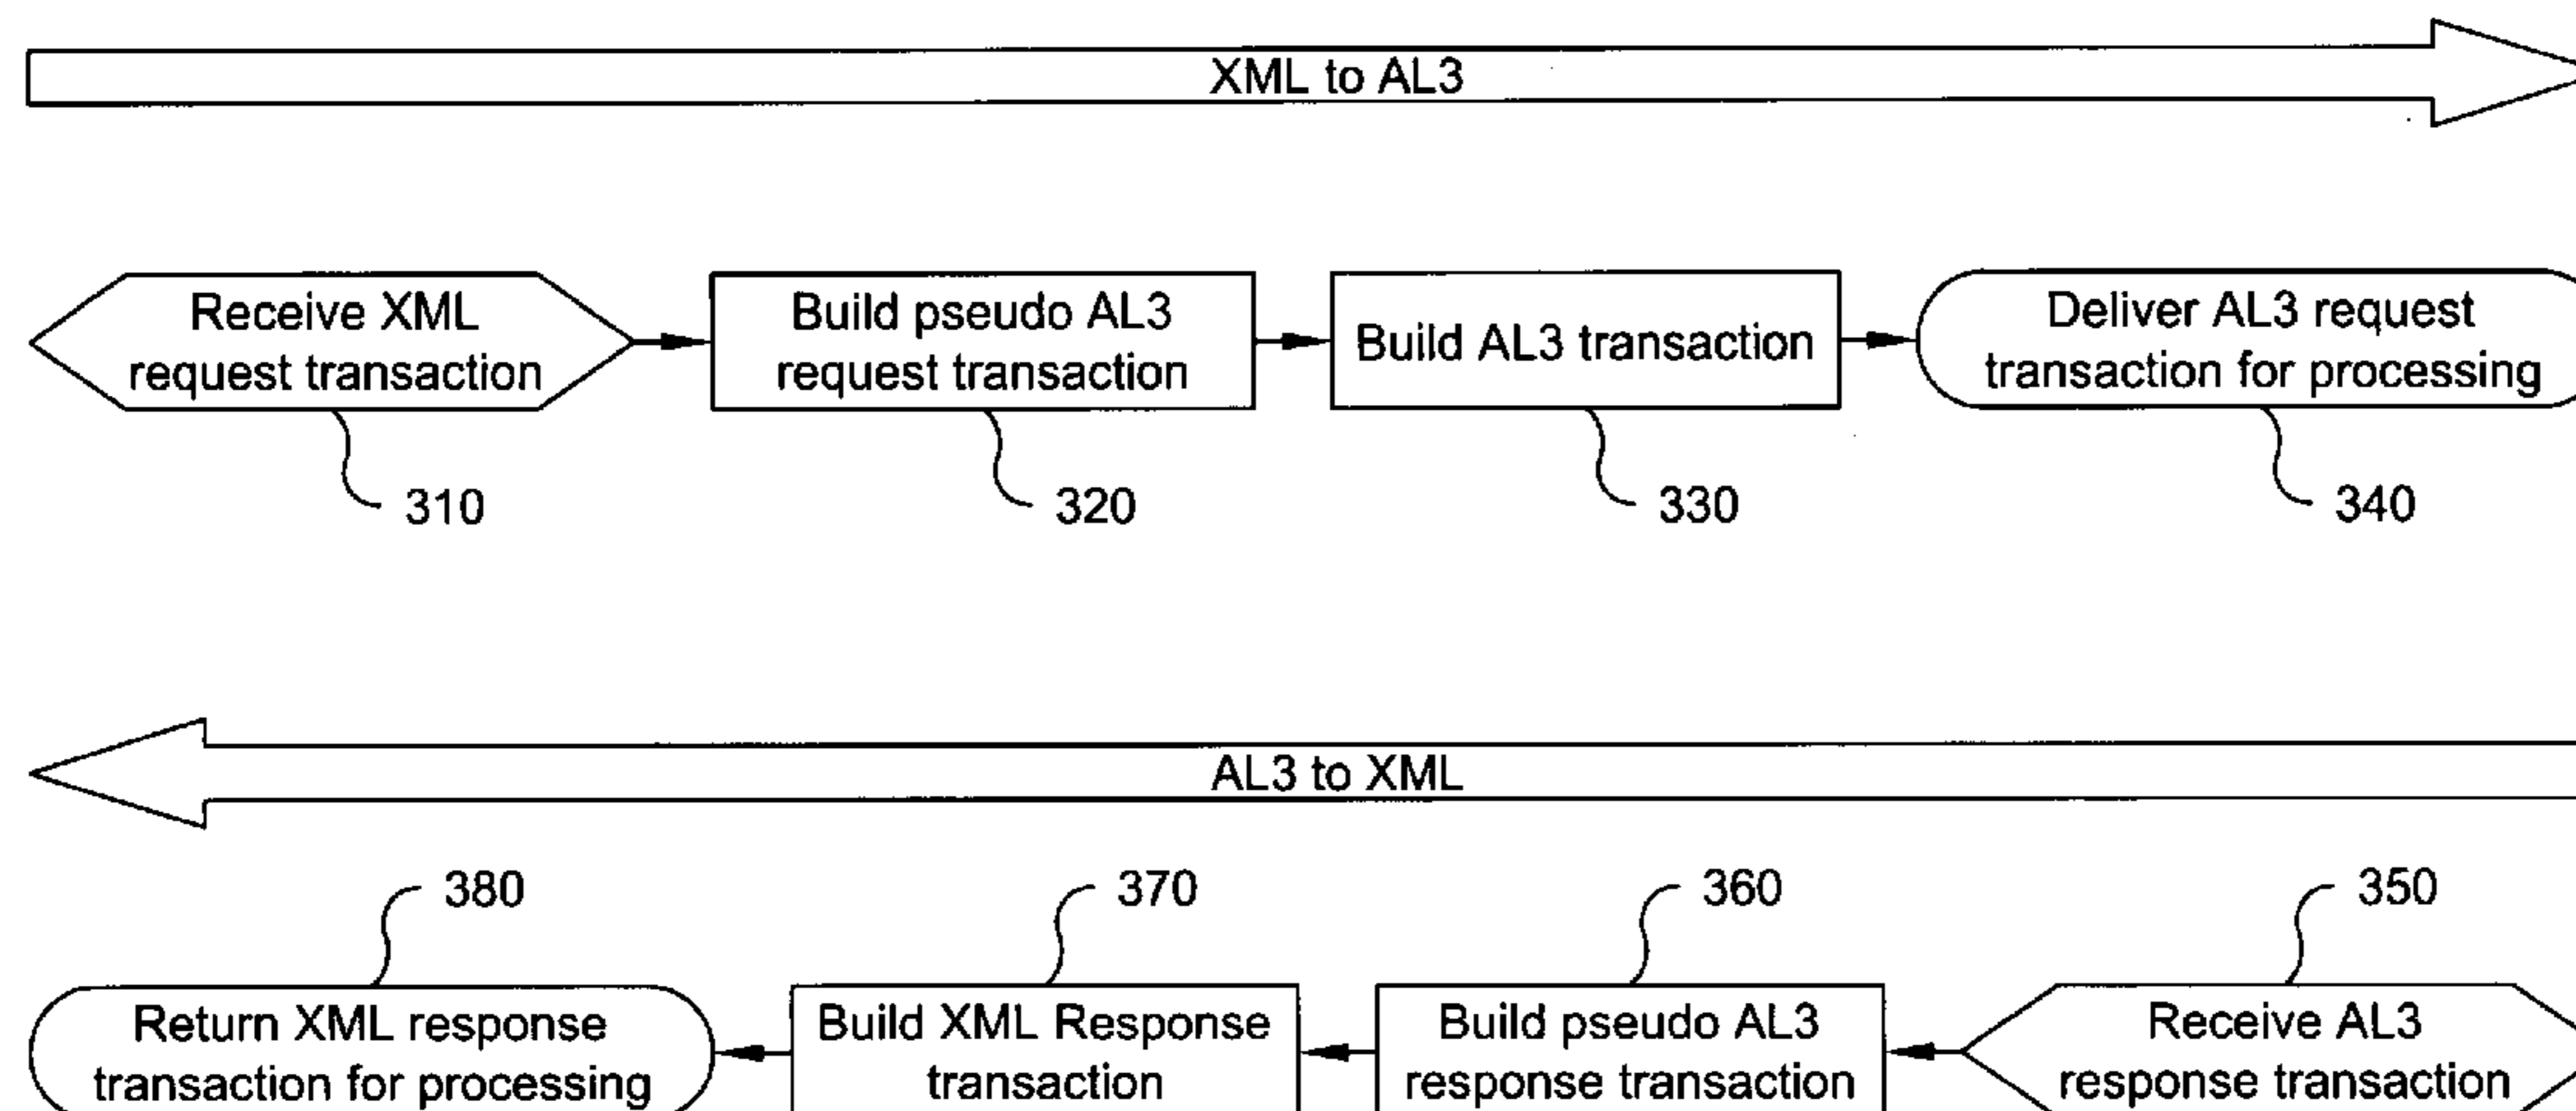 XML to AL3
Receive XML
request transaction
Build pseudo AL3
request transaction
Build AL3 transaction
Deliver AL3 request
transaction for processing
310
320
330
340
AL3 to XML
380
370
360
350
Return XML response
transaction for processing
Build XML Response
transaction
Build pseudo AL3
response transaction
Receive AL3
response transaction